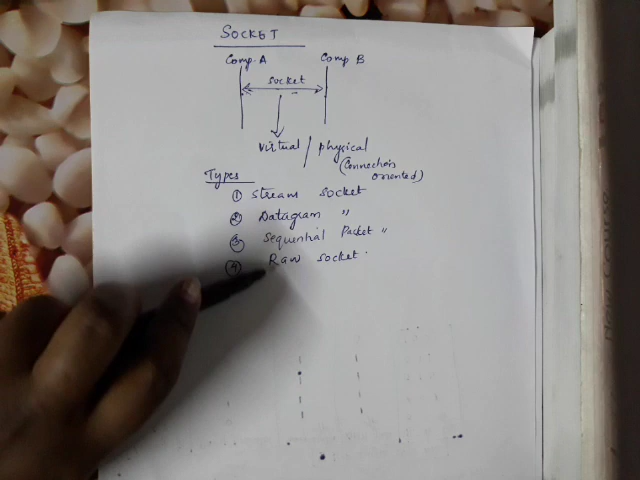 SOCKET
Comp. A Comp B
Socket
Virtual / physical
(Connection
oriented)
Types
① Stream Socket
② Datagram "
③ Sequential Packet "
④ Raw Socket